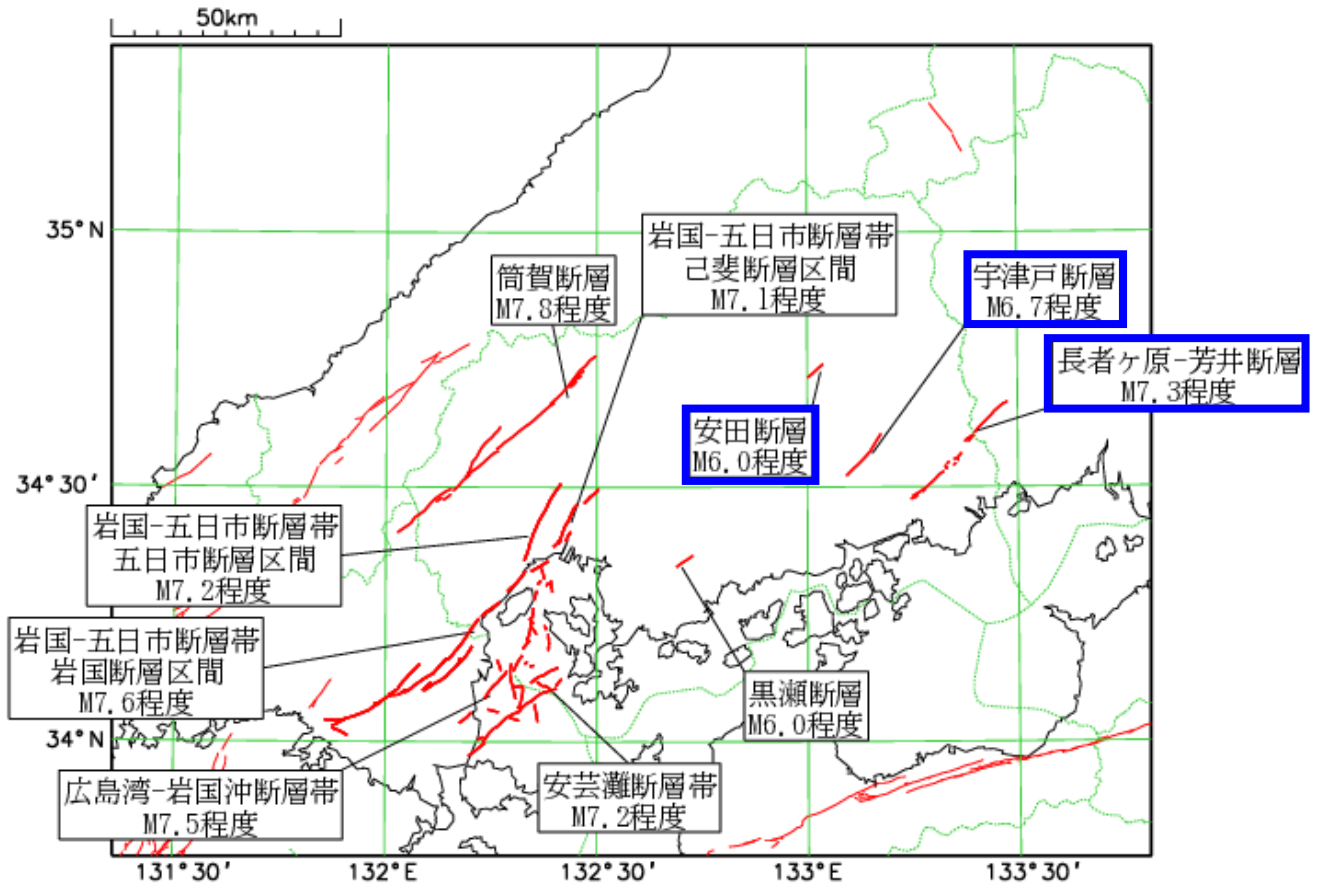 50km
35°N
34°30′
34°N
131°30′
132°E
132°30′
133°E
133°30′
岩国-五日市断層帯
己斐断層区間
M7.1程度
筒賀断層
M7.8程度
宇津戸断層
M6.7程度
長者ヶ原-芳井断層
M7.3程度
安田断層
M6.0程度
岩国-五日市断層帯
五日市断層区間
M7.2程度
岩国-五日市断層帯
岩国断層区間
M7.6程度
黒瀬断層
M6.0程度
広島湾-岩国沖断層帯
M7.5程度
安芸灘断層帯
M7.2程度